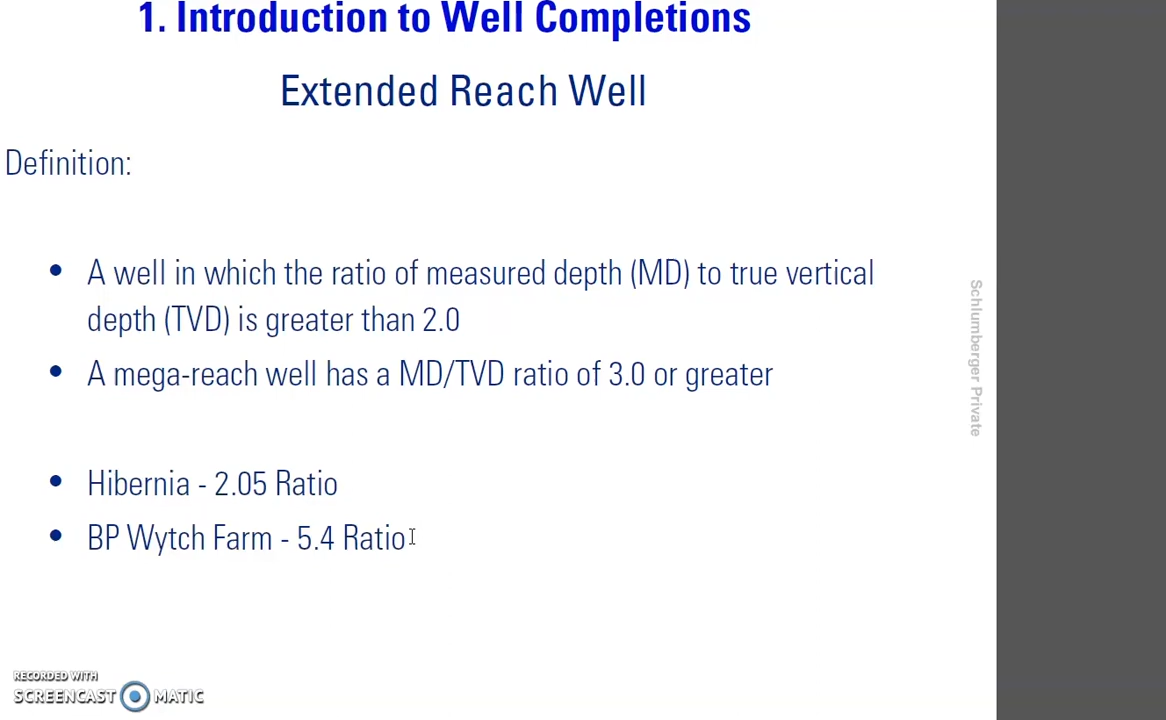 1. Introduction to Well Completions
Extended Reach Well
Definition:
• A well in which the ratio of measured depth (MD) to true vertical
depth (TVD) is greater than 2.0
• A mega-reach well has a MD/TVD ratio of 3.0 or greater
• Hibernia - 2.05 Ratio
• BP Wytch Farm - 5.4 Ratio
Schlumberger Private
RECORDED WITH
SCREENCAST MATIC